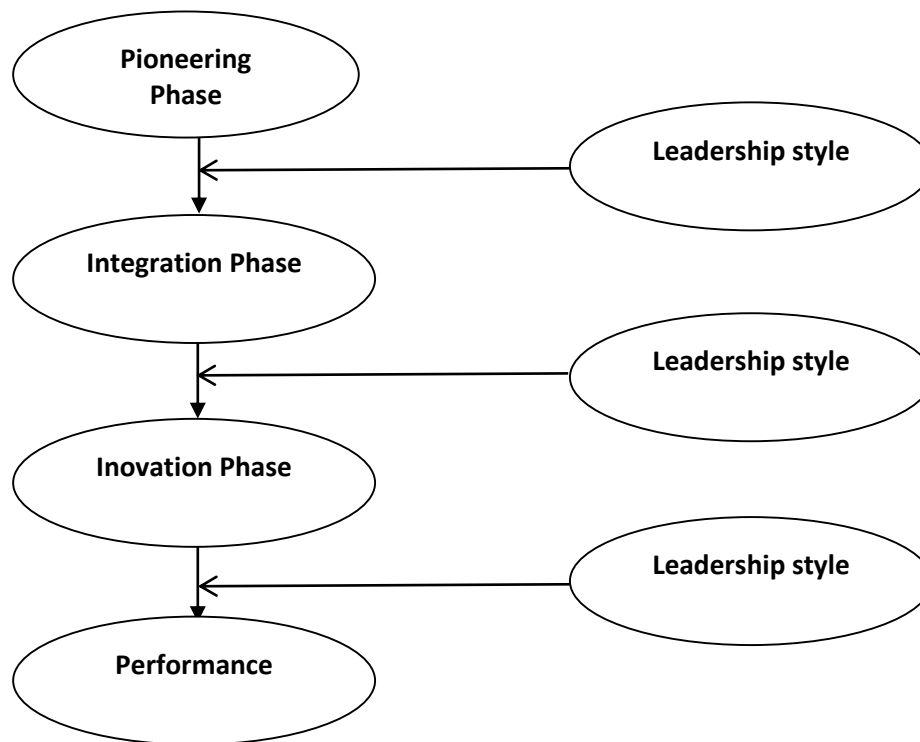 Pioneering
Phase
Leadership style
Integration Phase
Leadership style
Inovation Phase
Leadership style
Performance